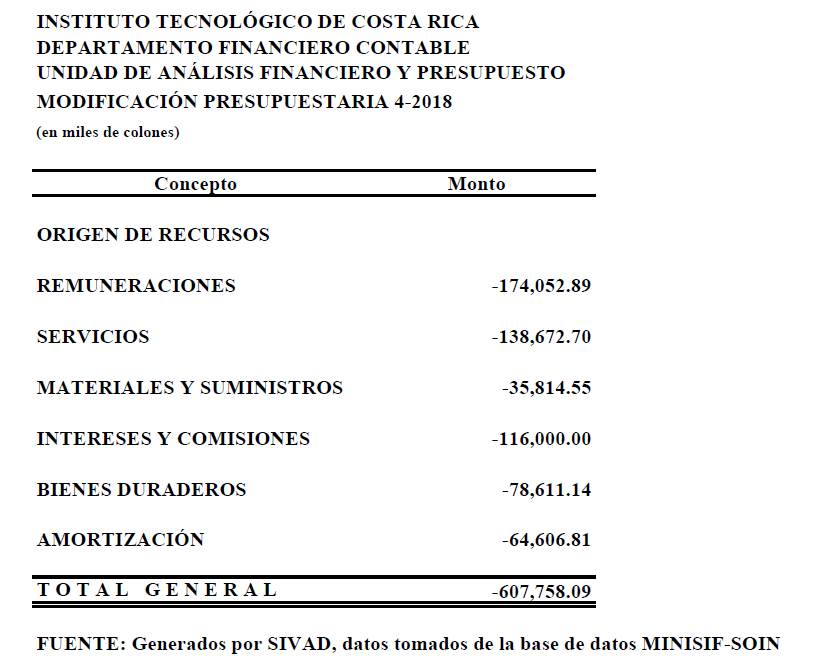 INSTITUTO TECNOLÓGICO DE COSTA RICA
DEPARTAMENTO FINANCIERO CONTABLE
UNIDAD DE ANÁLISIS FINANCIERO Y PRESUPUESTO
MODIFICACIÓN PRESUPUESTARIA 4-2018
(en miles de colones)
Concepto Monto
ORIGEN DE RECURSOS
REMUNERACIONES -174,052.89
SERVICIOS -138,672.70
MATERIALES Y SUMINISTROS -35,814.55
INTERESES Y COMISIONES -116,000.00
BIENES DURADEROS -78,611.14
AMORTIZACIÓN -64,606.81
T O T A L G E N E R A L -607,758.09
FUENTE: Generados por SIVAD, datos tomados de la base de datos MINISIF-SOIN